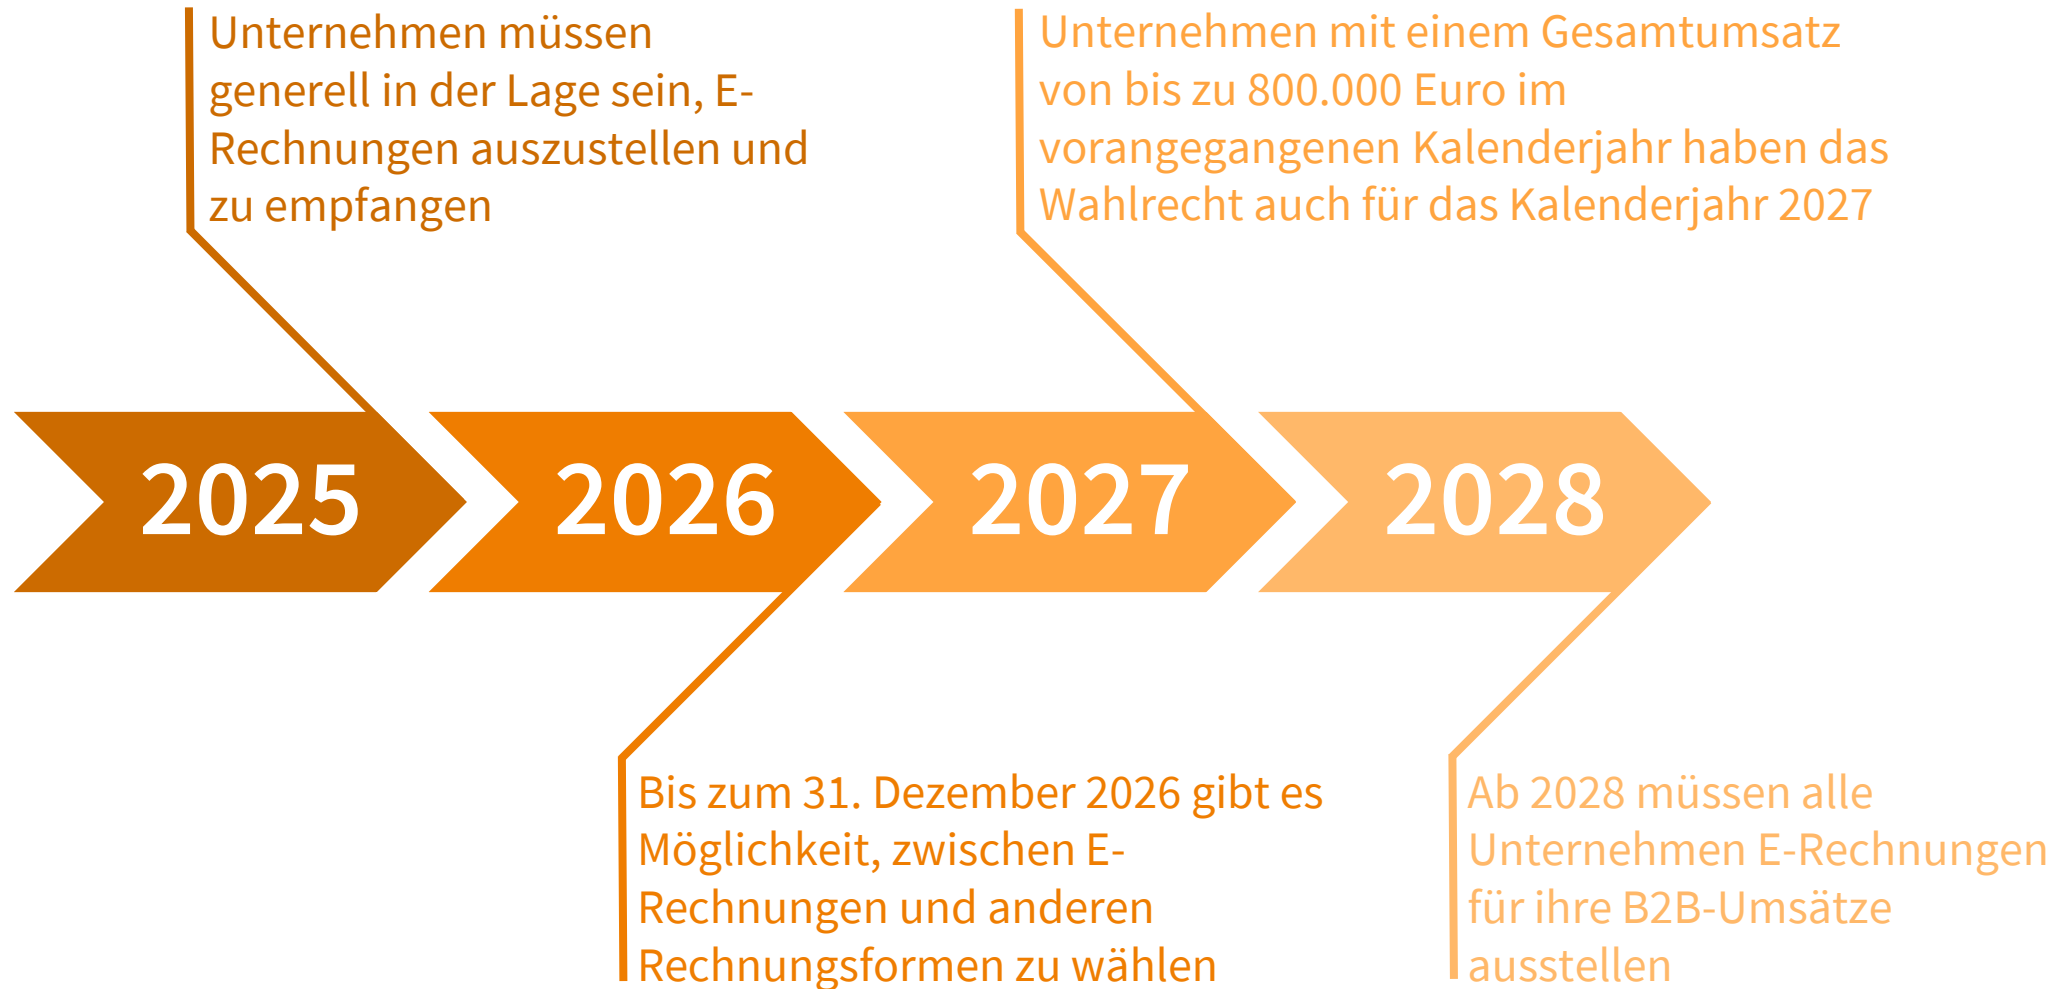 Unternehmen müssen
generell in der Lage sein, E-
Rechnungen auszustellen und
zu empfangen
Unternehmen mit einem Gesamtumsatz
von bis zu 800.000 Euro im
vorangegangenen Kalenderjahr haben das
Wahlrecht auch für das Kalenderjahr 2027
2025
2026
2027
2028
Bis zum 31. Dezember 2026 gibt es
Möglichkeit, zwischen E-
Rechnungen und anderen
Rechnungsformen zu wählen
Ab 2028 müssen alle
Unternehmen E-Rechnungen
für ihre B2B-Umsätze
ausstellen